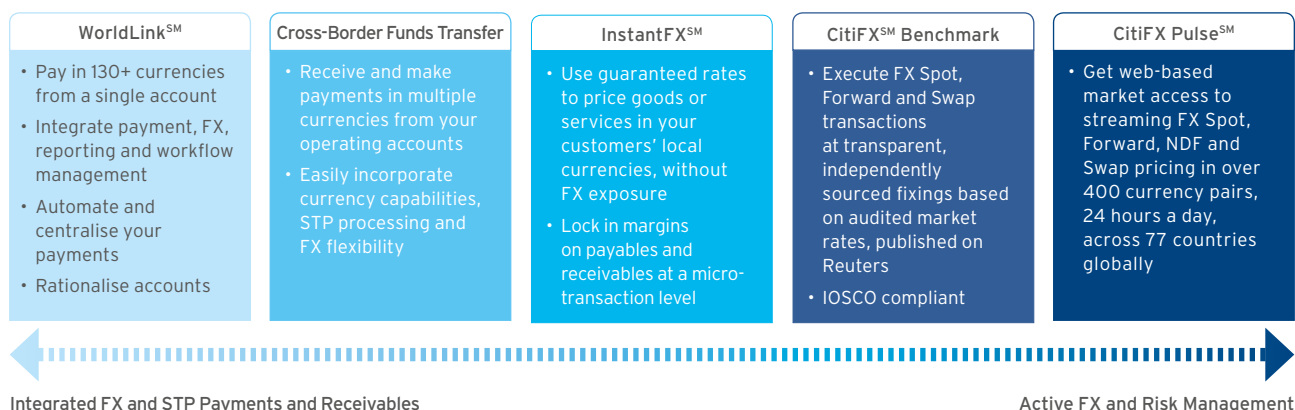 WorldLink℠
• Pay in 130+ currencies
from a single account
• Integrate payment, FX,
reporting and workflow
management
• Automate and
centralise your
payments
• Rationalise accounts
Cross-Border Funds Transfer
• Receive and make
payments in multiple
currencies from your
operating accounts
• Easily incorporate
currency capabilities,
STP processing and
FX flexibility
InstantFX℠
• Use guaranteed rates
to price goods or
services in your
customers’ local
currencies, without
FX exposure
• Lock in margins
on payables and
receivables at a micro-
transaction level
CitiFX℠ Benchmark
• Execute FX Spot,
Forward and Swap
transactions
at transparent,
independently
sourced fixings based
on audited market
rates, published on
Reuters
• IOSCO compliant
CitiFX Pulse℠
• Get web-based
market access to
streaming FX Spot,
Forward, NDF and
Swap pricing in over
400 currency pairs,
24 hours a day,
across 77 countries
globally
Integrated FX and STP Payments and Receivables
Active FX and Risk Management